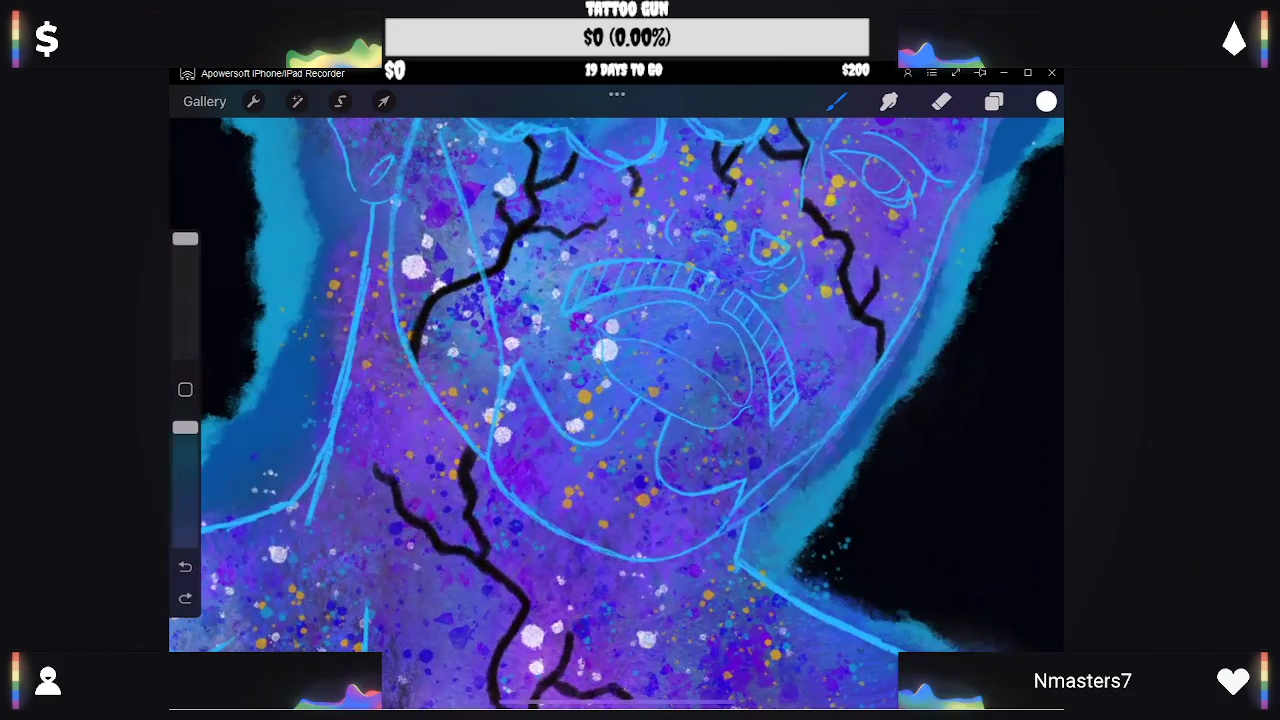 TATTOO GUN
$0 (0.00%)
$0 19 DAYS TO GO $200
Apowersoft iPhone/iPad Recorder
Gallery
Nmasters7